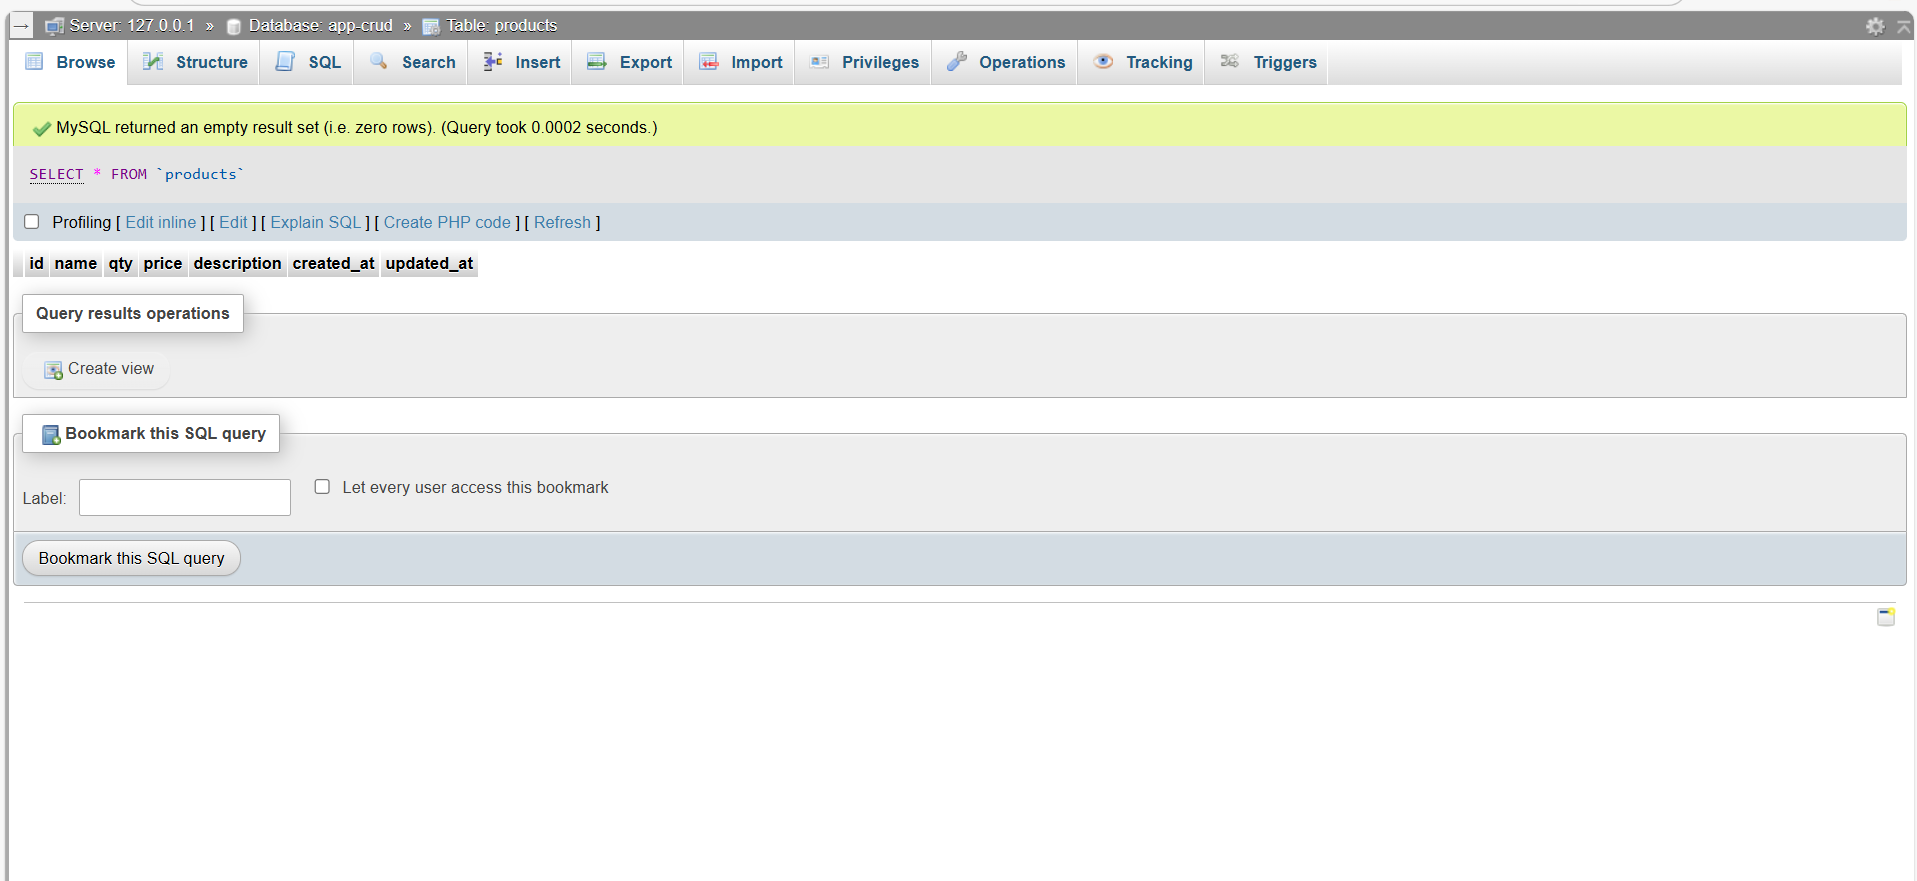 Server: 127.0.0.1 » Database: app-crud » Table: products
Browse Structure SQL Search Insert Export Import Privileges Operations Tracking Triggers
MySQL returned an empty result set (i.e. zero rows). (Query took 0.0002 seconds.)
SELECT * FROM `products`
Profiling [ Edit inline ] [ Edit ] [ Explain SQL ] [ Create PHP code ] [ Refresh ]
id name qty price description created_at updated_at
Query results operations
Create view
Bookmark this SQL query
Label: Let every user access this bookmark
Bookmark this SQL query